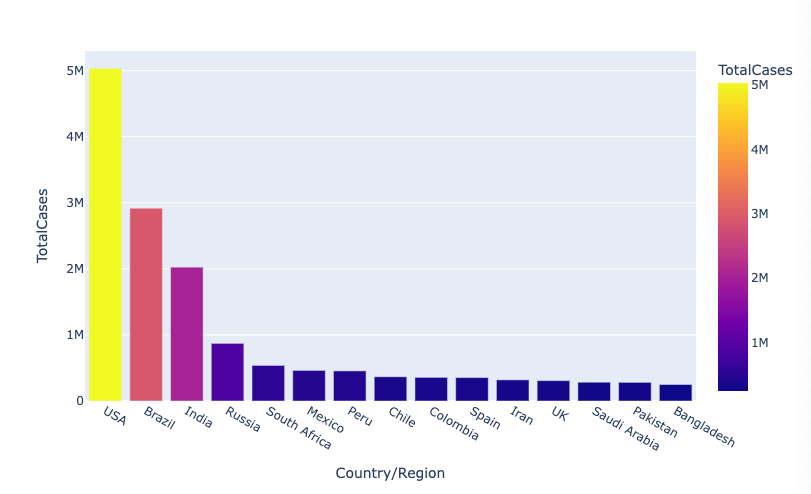 TotalCases
5M
4M
3M
2M
1M
0
TotalCases
5M
4M
3M
2M
1M
USA
Brazil
India
Russia
South Africa
Mexico
Peru
Chile
Colombia
Spain
Iran
UK
Saudi Arabia
Pakistan
Bangladesh
Country/Region